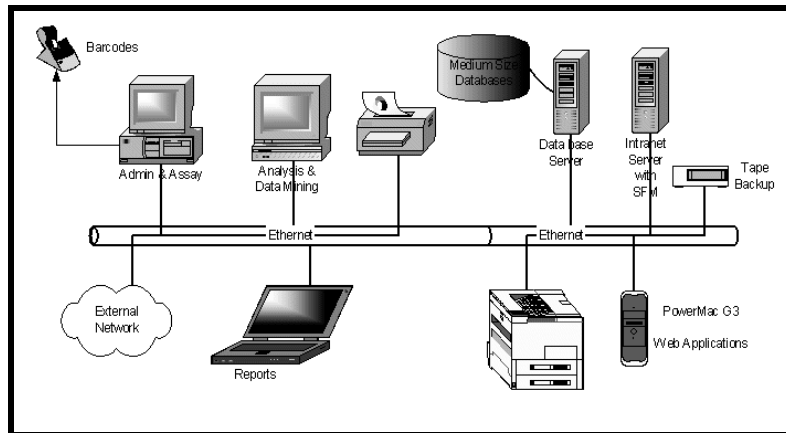 Barcodes
Medium Size
Databases
Admin & Assay
Analysis &
Data Mining
Data base
Server
Intranet
Server
with
SFM
Tape
Backup
Ethernet
Ethernet
External
Network
Reports
PowerMac G3
Web Applications